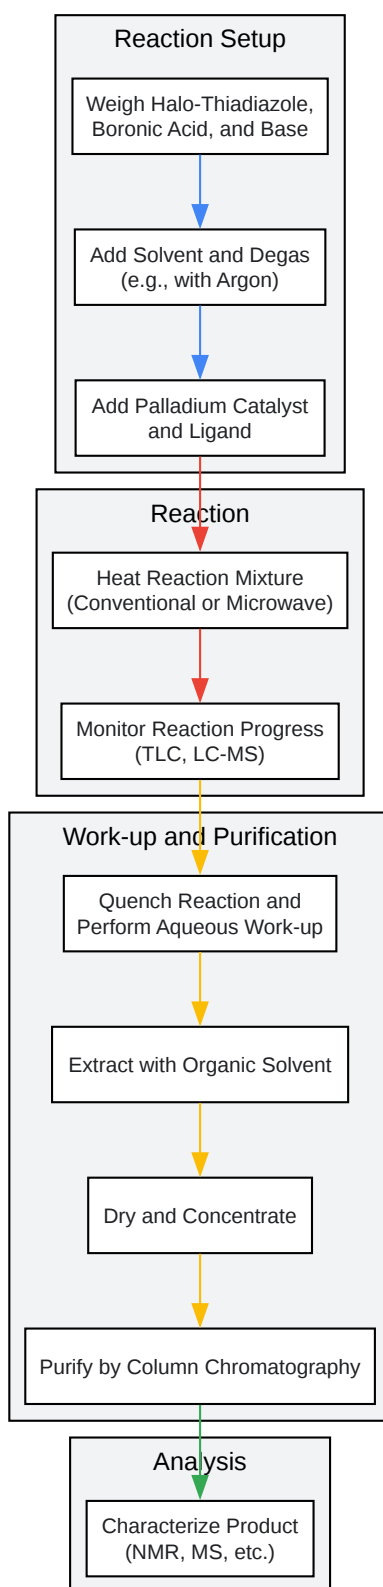 Reaction Setup
Weigh Halo-Thiadiazole,
Boronic Acid, and Base
Add Solvent and Degas
(e.g., with Argon)
Add Palladium Catalyst
and Ligand
Reaction
Heat Reaction Mixture
(Conventional or Microwave)
Monitor Reaction Progress
(TLC, LC-MS)
Work-up and Purification
Quench Reaction and
Perform Aqueous Work-up
Extract with Organic Solvent
Dry and Concentrate
Purify by Column Chromatography
Analysis
Characterize Product
(NMR, MS, etc.)